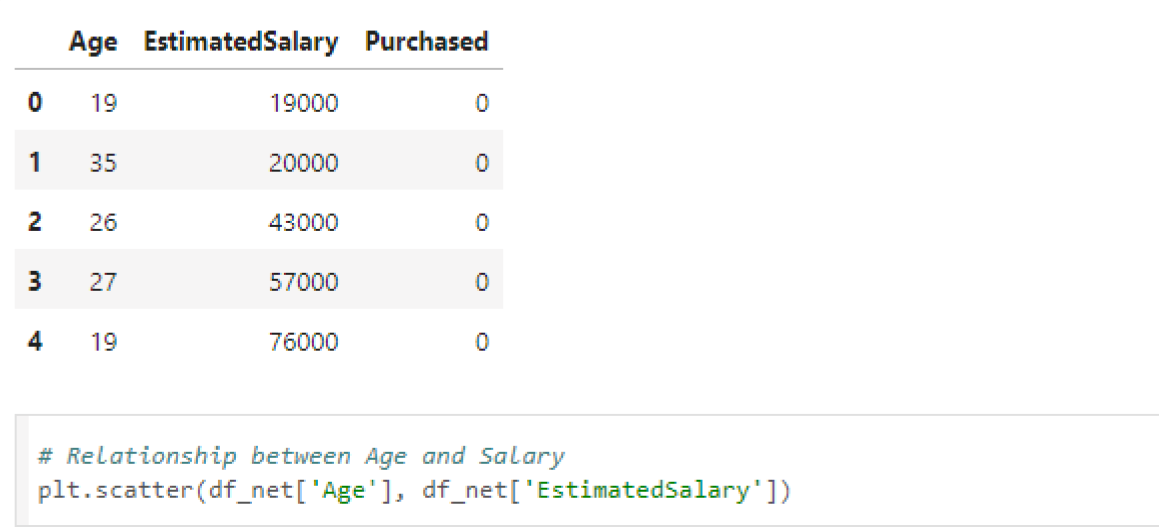 Age EstimatedSalary Purchased
0 19 19000 0
1 35 20000 0
2 26 43000 0
3 27 57000 0
4 19 76000 0
# Relationship between Age and Salary
plt.scatter(df_net['Age'], df_net['EstimatedSalary'])